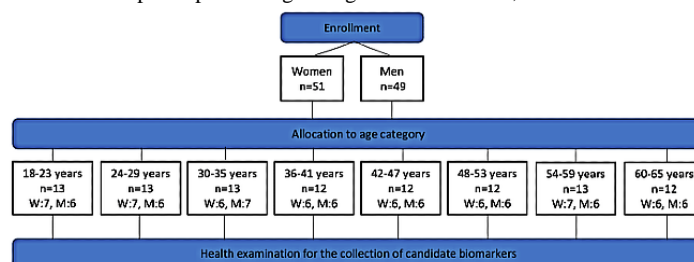 Enrollment
Women
n=51
Men
n=49
Allocation to age category
18-23 years
n=13
W:7, M:6
24-29 years
n=13
W:7, M:6
30-35 years
n=13
W:6, M:7
36-41 years
n=12
W:6, M:6
42-47 years
n=12
W:6, M:6
48-53 years
n=12
W:6, M:6
54-59 years
n=13
W:7, M:6
60-65 years
n=12
W:6, M:6
Health examination for the collection of candidate biomarkers